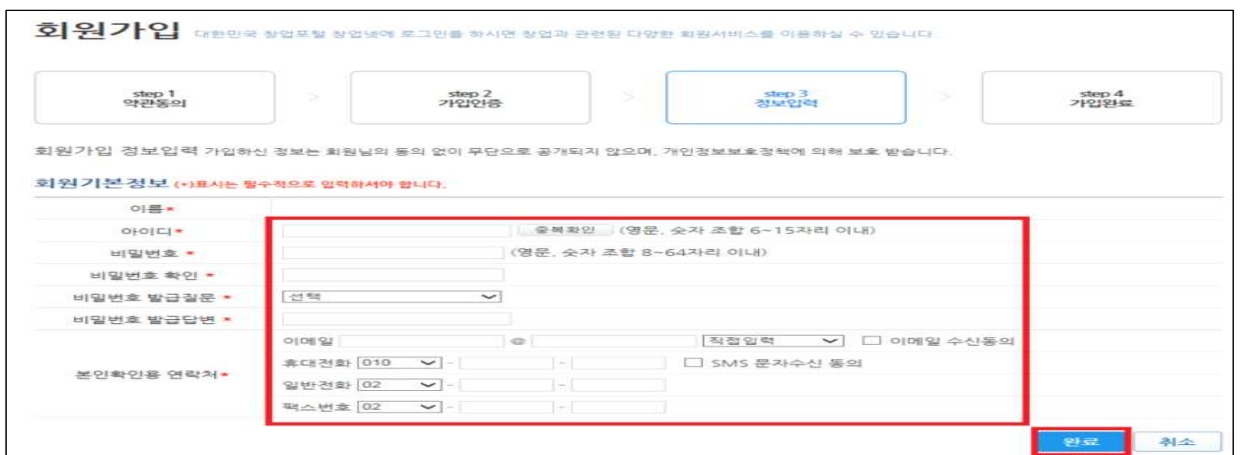 회원가입 대한민국 창업포털 창업넷에 로그인을 하시면 창업과 관련된 다양한 회원서비스를 이용하실 수 있습니다.
step 1 > step 2 > step 3 > step 4
약관동의 가입인증 정보입력 가입완료
회원가입 정보입력 가입하신 정보는 회원님의 동의 없이 무단으로 공개되지 않으며, 개인정보보호정책에 의해 보호 받습니다.
회원기본정보 (*)표시는 필수적으로 입력하셔야 합니다.
이름*
아이디* 중복확인 (영문, 숫자 조합 6~15자리 이내)
비밀번호 * (영문, 숫자 조합 8~64자리 이내)
비밀번호 확인 *
비밀번호 발급질문 * 선택
비밀번호 발급답변 *
본인확인용 연락처*
이메일 @ 직접입력 이메일 수신동의
휴대전화 010 - - SMS 문자수신 동의
일반전화 02 - -
팩스번호 02 - -
완료 취소